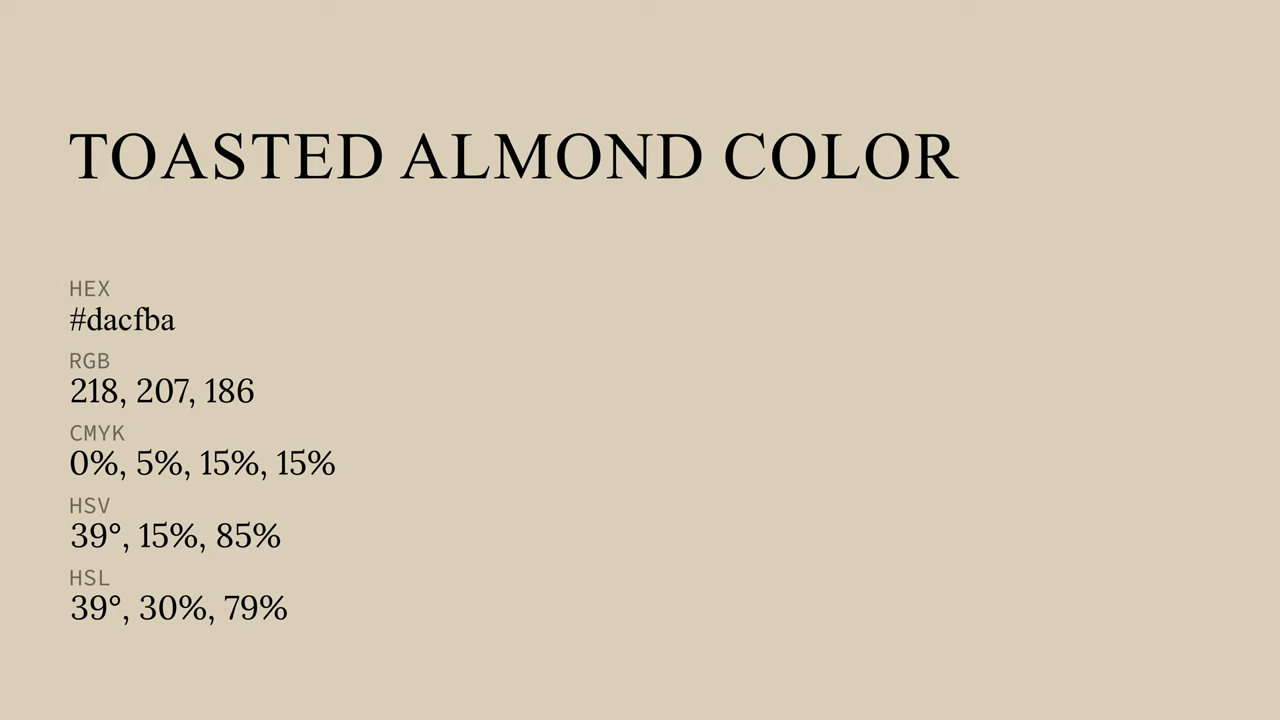 TOASTED ALMOND COLOR
HEX
#dacfba
RGB
218, 207, 186
CMYK
0%, 5%, 15%, 15%
HSV
39°, 15%, 85%
HSL
39°, 30%, 79%